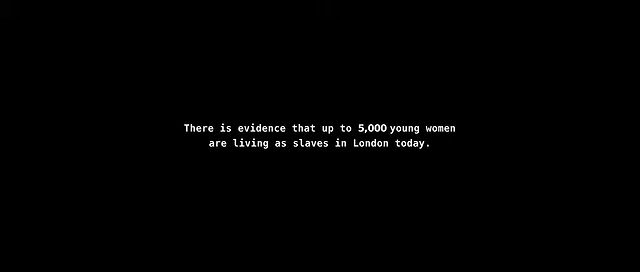 There is evidence that up to 5,000 young women
are living as slaves in London today.